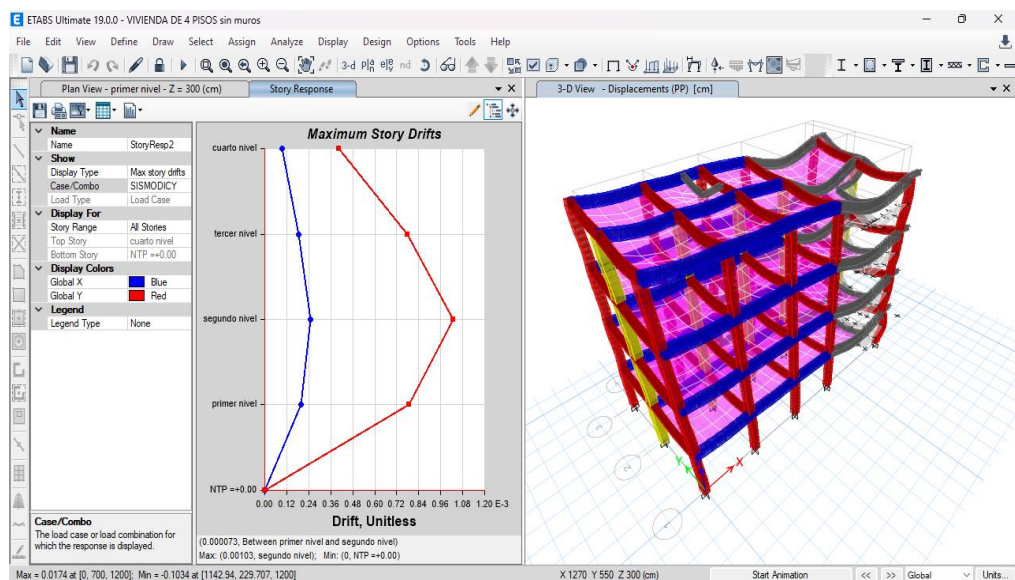 ETABS Ultimate 19.0.0 - VIVIENDA DE 4 PISOS sin muros
File Edit View Define Draw Select Assign Analyze Display Design Options Tools Help
3-d
nd
Plan View - primer nivel - Z = 300 (cm)
Story Response
Name
Name StoryResp2
Show
Display Type Max story drifts
Case/Combo SISMODICY
Load Type Load Case
Display For
Story Range All Stories
Top Story cuarto nivel
Bottom Story NTP =+0.00
Display Colors
Global X Blue
Global Y Red
Legend
Legend Type None
Case/Combo
The load case or load combination for
which the response is displayed.
Maximum Story Drifts
cuarto nivel
tercer nivel
segundo nivel
primer nivel
NTP =+0.00
0.00 0.12 0.24 0.36 0.48 0.60 0.72 0.84 0.96 1.08 1.20 E-3
Drift, Unitless
(0.000073, Between primer nivel and segundo nivel)
Max: (0.00103, segundo nivel); Min: (0, NTP =+0.00)
3-D View - Displacements (PP) [cm]
Y
X
Max = 0.0174 at [0, 700, 1200]; Min = -0.1034 at [1142.94, 229.707, 1200]
X 1270 Y 550 Z 300 (cm)
Start Animation
<< >>
Global
Units...